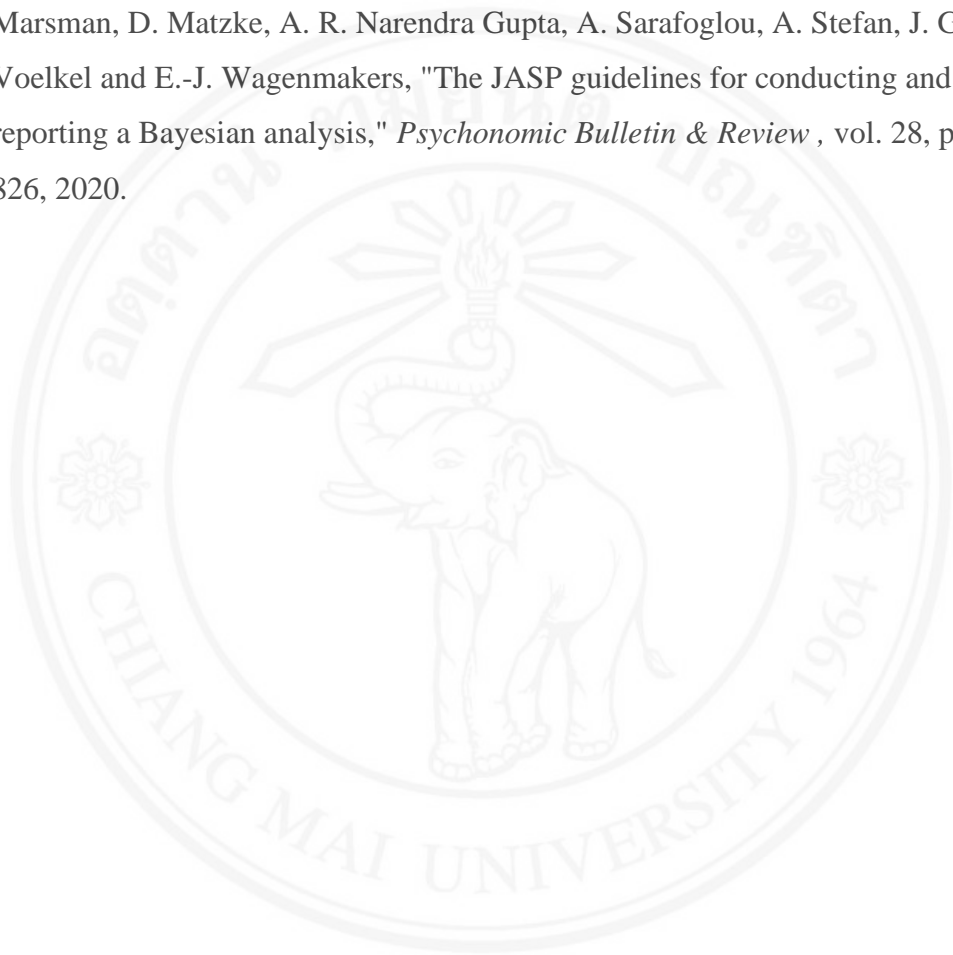 Marsman, D. Matzke, A. R. Narendra Gupta, A. Sarafoglou, A. Stefan, J. G
Voelkel and E.-J. Wagenmakers, "The JASP guidelines for conducting and
reporting a Bayesian analysis," Psychonomic Bulletin & Review , vol. 28, p
826, 2020.
CHIANG MAI UNIVERSITY 1964